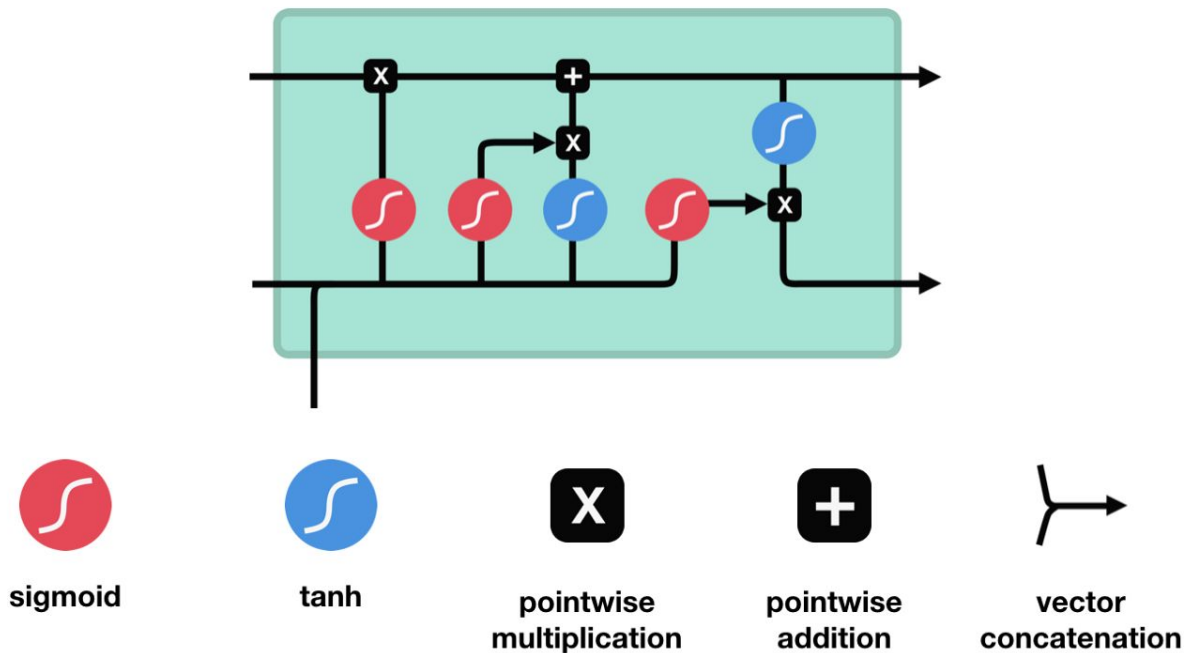 X
+
X
X
X
+
sigmoid
tanh
pointwise
multiplication
pointwise
addition
vector
concatenation